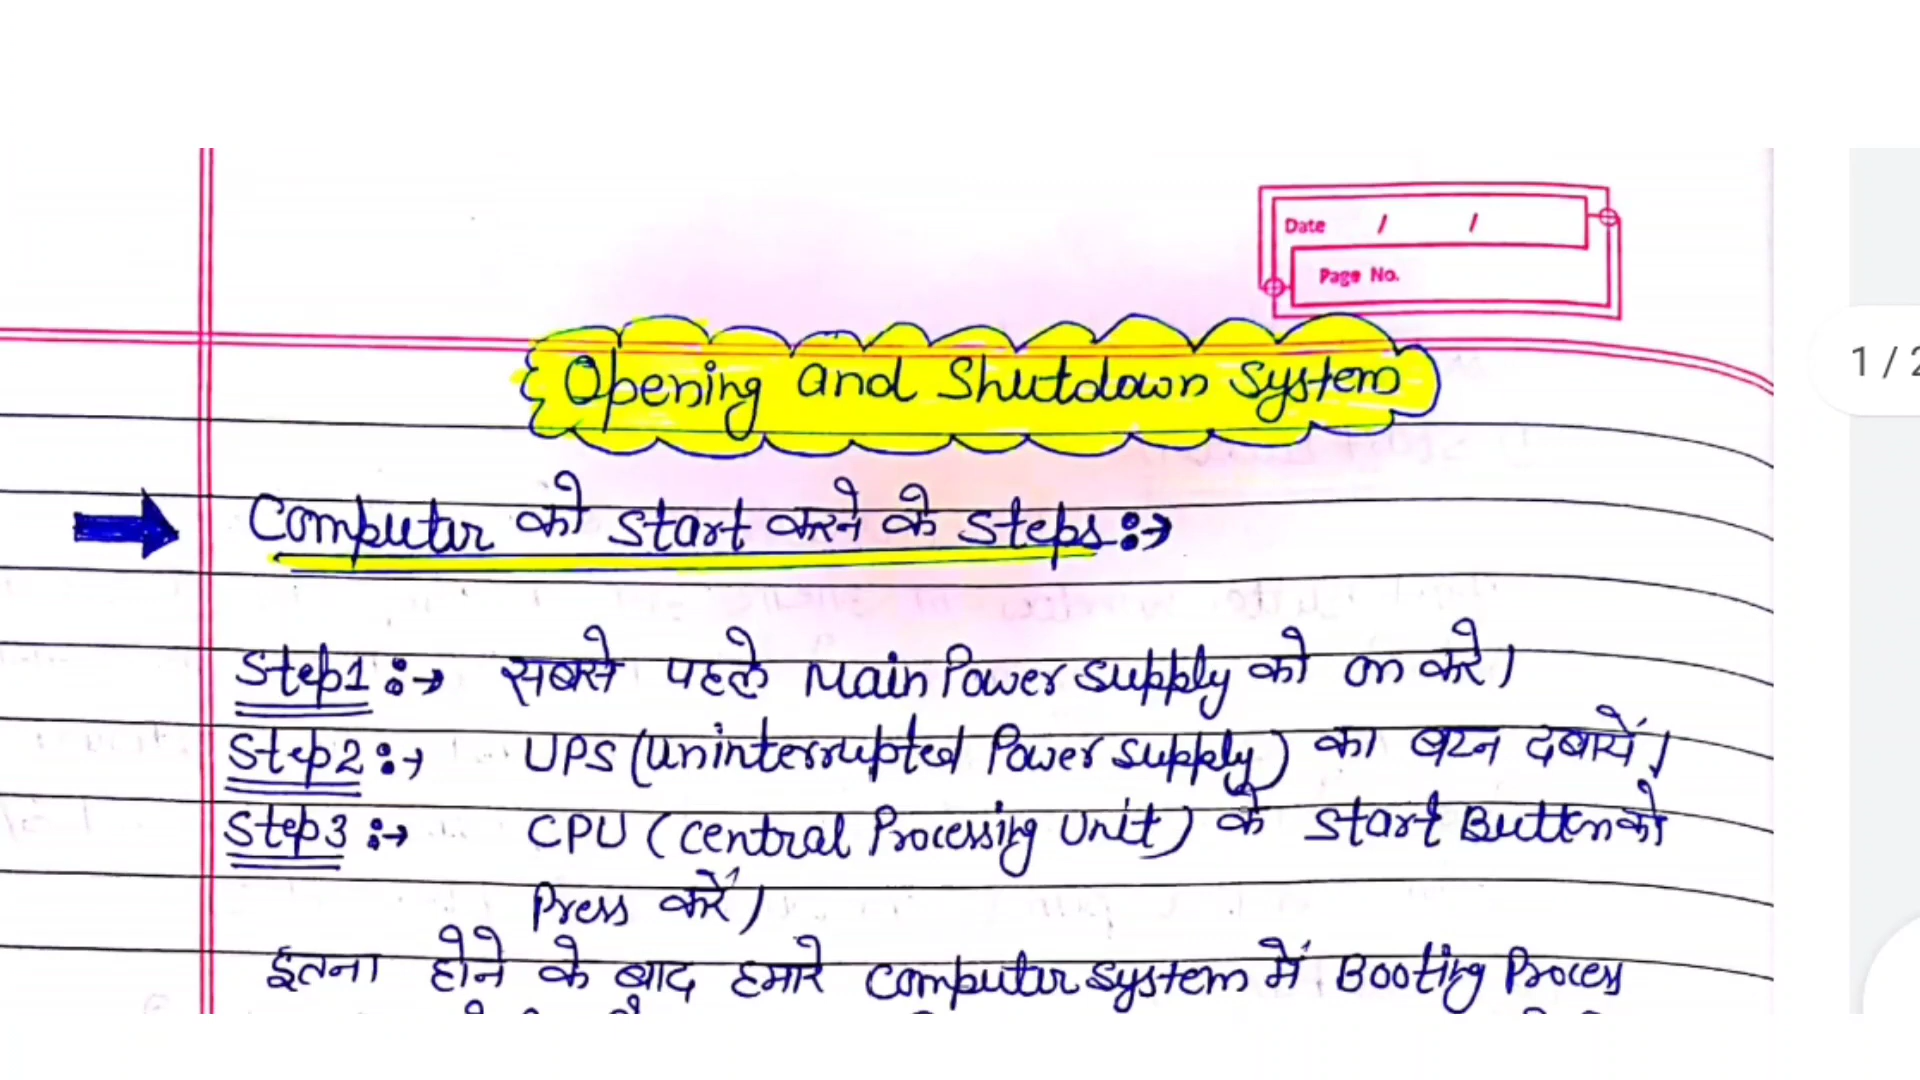 Date / /
Page No.
Opening and Shutdown System
1 / 2
Computer को Start करने के Steps :→
Step1 :→ सबसे पहले Main Power Supply को on करे।
Step2 :→ UPS (Uninterrupted Power Supply) का बटन दबायें।
Step3 :→ CPU (Central Processing Unit) के Start Button को
Press करें।
इतना होने के बाद हमारे Computer System में Booting Process